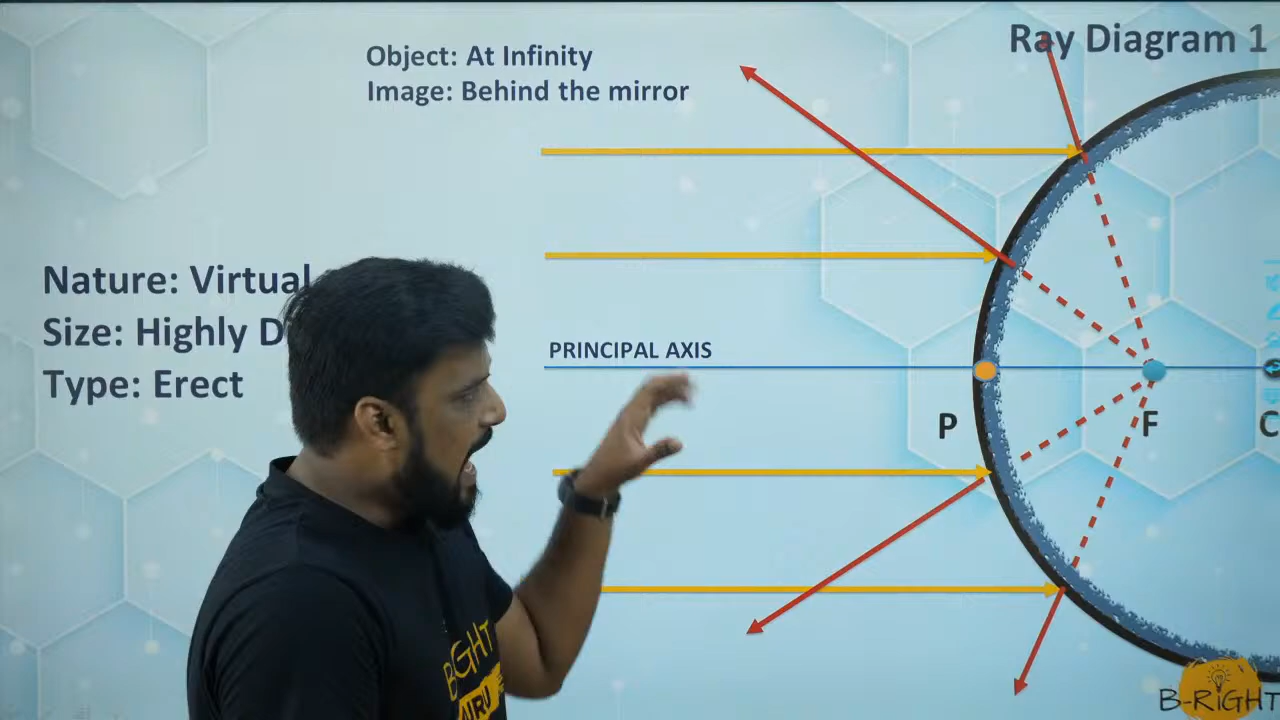 Ray Diagram 1
Object: At Infinity
Image: Behind the mirror
Nature: Virtual
Size: Highly
Type: Erect
PRINCIPAL AXIS
P
F
C
B-RIGHT